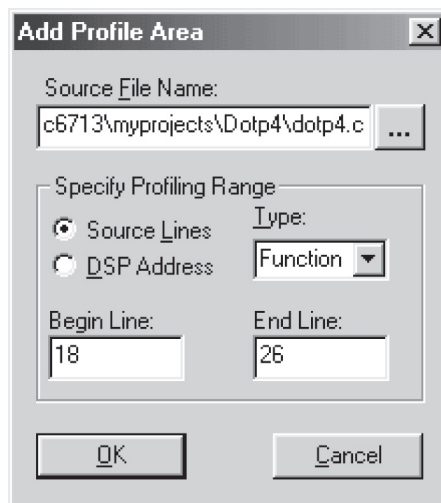 Add Profile Area
Source File Name:
c6713\myprojects\Dotp4\dotp4.c
...
Specify Profiling Range
Source Lines
Type:
DSP Address
Function
Begin Line:
End Line:
18
26
OK
Cancel